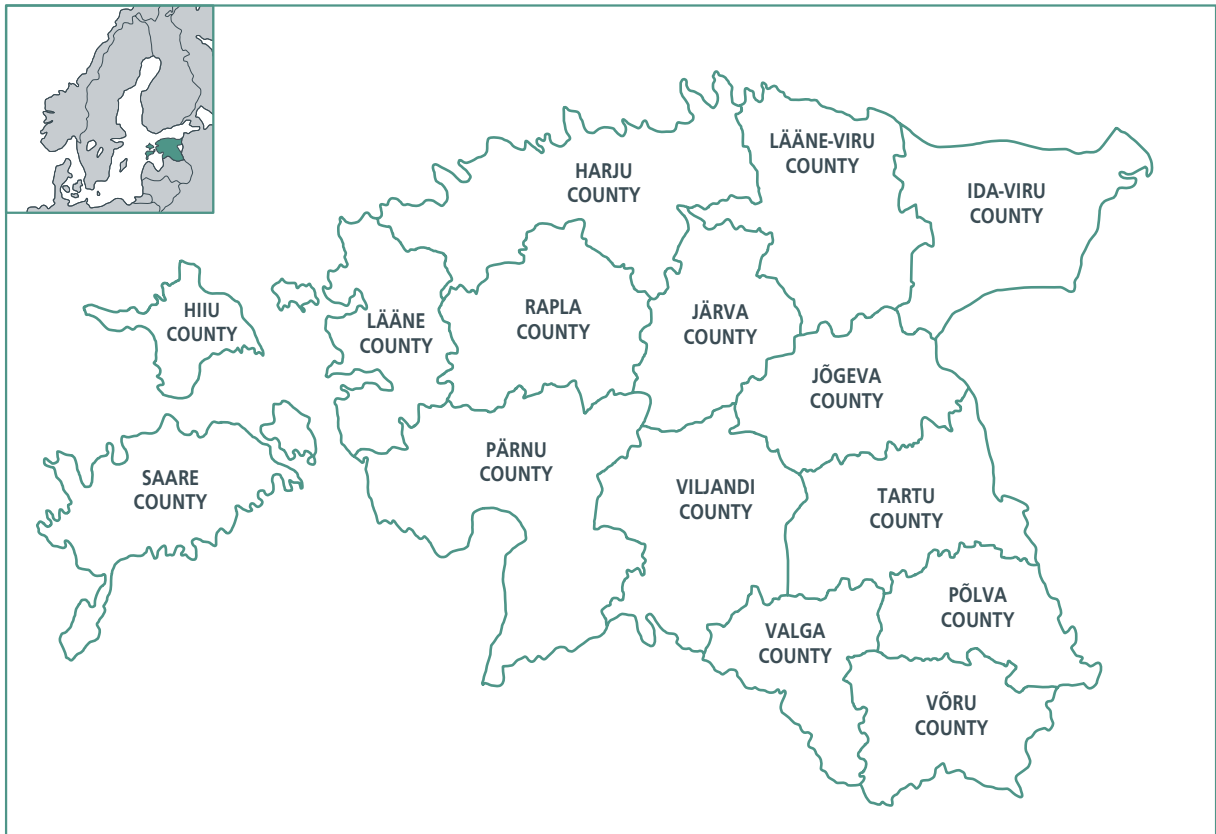 LÄÄNE-VIRU
COUNTY
HARJU
COUNTY
IDA-VIRU
COUNTY
HIIU
COUNTY
LÄÄNE
COUNTY
RAPLA
COUNTY
JÄRVA
COUNTY
JÕGEVA
COUNTY
SAARE
COUNTY
PÄRNU
COUNTY
VILJANDI
COUNTY
TARTU
COUNTY
PÕLVA
COUNTY
VALGA
COUNTY
VÕRU
COUNTY